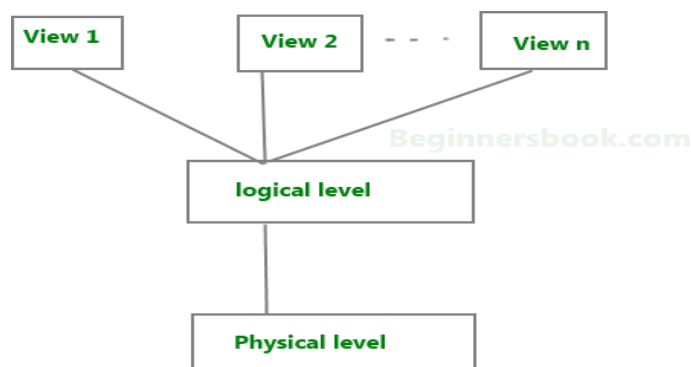 View 1
View 2
View n
Beginnersbook.com
logical level
Physical level